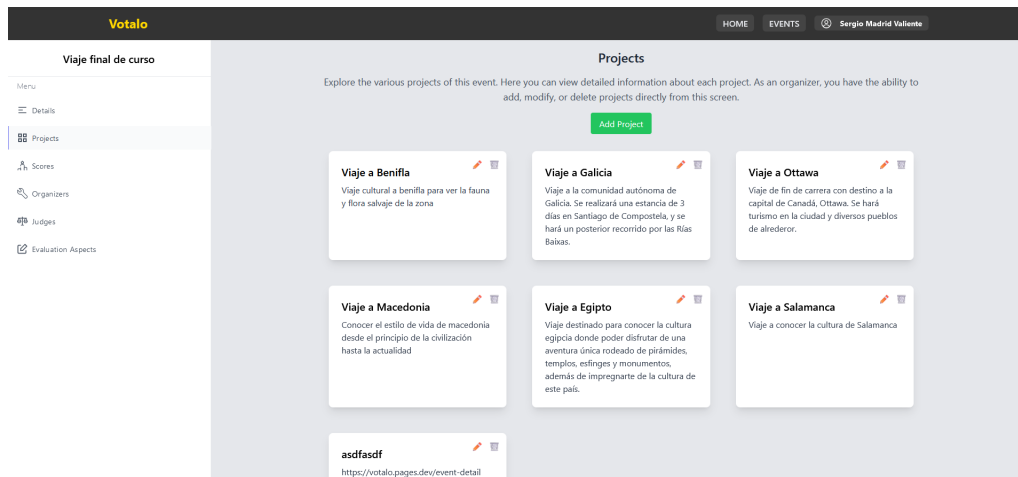 Votalo
HOME
EVENTS
Sergio Madrid Valiente
Viaje final de curso
Menu
Details
Projects
Scores
Organizers
Judges
Evaluation Aspects
Projects
Explore the various projects of this event. Here you can view detailed information about each project. As an organizer, you have the ability to
add, modify, or delete projects directly from this screen.
Add Project
Viaje a Benifla
Viaje cultural a benifla para ver la fauna
y flora salvaje de la zona
Viaje a Galicia
Viaje a la comunidad autónoma de
Galicia. Se realizará una estancia de 3
días en Santiago de Compostela, y se
hará un posterior recorrido por las Rías
Baixas.
Viaje a Ottawa
Viaje de fin de carrera con destino a la
capital de Canadá, Ottawa. Se hará
turismo en la ciudad y diversos pueblos
de alrededor.
Viaje a Macedonia
Conocer el estilo de vida de macedonia
desde el principio de la civilización
hasta la actualidad
Viaje a Egipto
Viaje destinado para conocer la cultura
egipcia donde poder disfrutar de una
aventura única rodeado de pirámides,
templos, esfinges y monumentos,
además de impregnarte de la cultura de
este país.
Viaje a Salamanca
Viaje a conocer la cultura de Salamanca
asdfasdf
https://votalo.pages.dev/event-detail